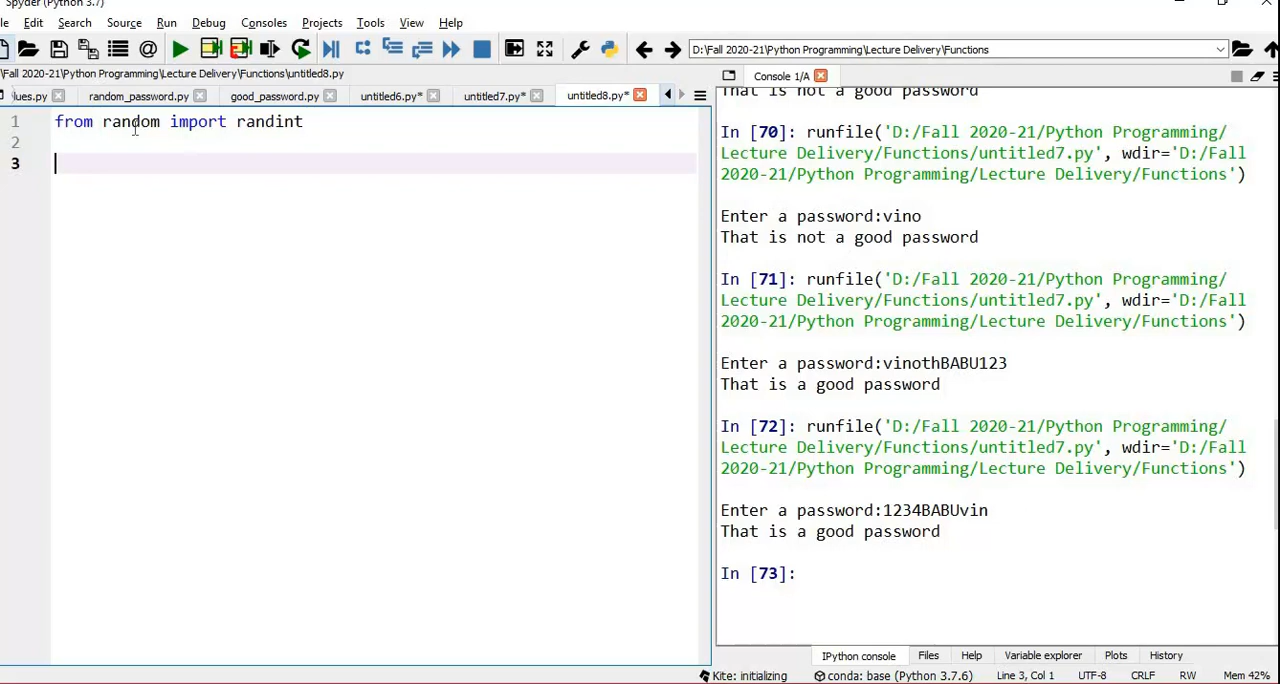 Spyder (Python 3.7)
le Edit Search Source Run Debug Consoles Projects Tools View Help
D:\Fall 2020-21\Python Programming\Lecture Delivery\Functions
\Fall 2020-21\Python Programming\Lecture Delivery\Functions\untitled8.py
Console 1/A
lues.py random_password.py good_password.py untitled6.py* untitled7.py* untitled8.py*
1 from random import randint
2
3
That is not a good password
In [70]: runfile('D:/Fall 2020-21/Python Programming/
Lecture Delivery/Functions/untitled7.py', wdir='D:/Fall
2020-21/Python Programming/Lecture Delivery/Functions')
Enter a password:vino
That is not a good password
In [71]: runfile('D:/Fall 2020-21/Python Programming/
Lecture Delivery/Functions/untitled7.py', wdir='D:/Fall
2020-21/Python Programming/Lecture Delivery/Functions')
Enter a password:vinothBABU123
That is a good password
In [72]: runfile('D:/Fall 2020-21/Python Programming/
Lecture Delivery/Functions/untitled7.py', wdir='D:/Fall
2020-21/Python Programming/Lecture Delivery/Functions')
Enter a password:1234BABUvin
That is a good password
In [73]:
IPython console Files Help Variable explorer Plots History
Kite: initializing conda: base (Python 3.7.6) Line 3, Col 1 UTF-8 CRLF RW Mem 42%